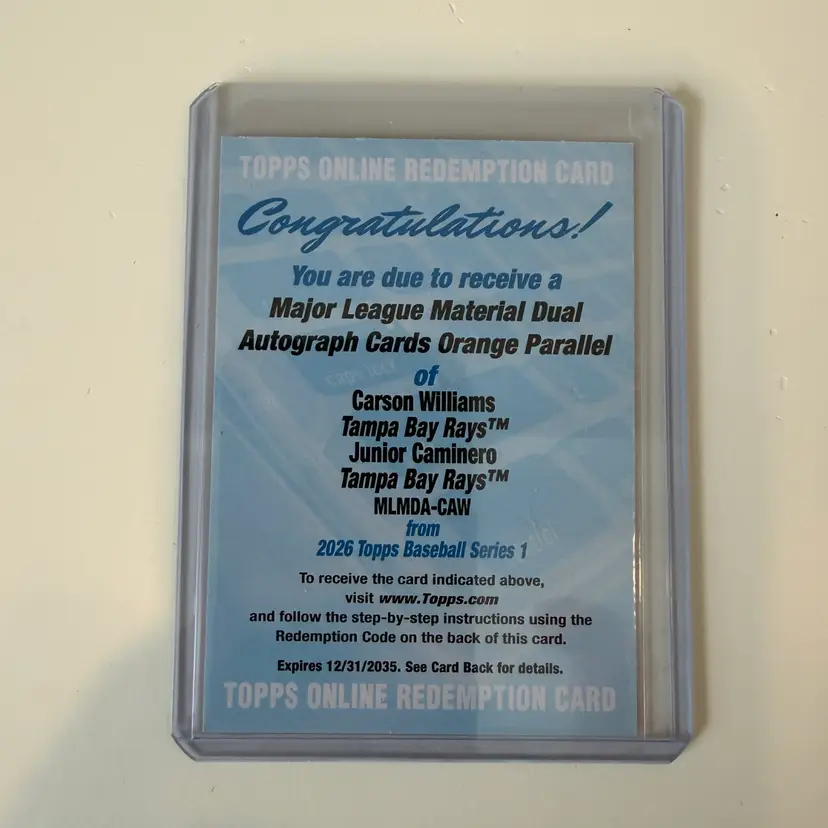 TOPPS ONLINE REDEMPTION CARD
Congratulations!
You are due to receive a
Major League Material Dual
Autograph Cards Orange Parallel
of
Carson Williams
Tampa Bay Rays™
Junior Caminero
Tampa Bay Rays™
MLMDA-CAW
from
2026 Topps Baseball Series 1
To receive the card indicated above,
visit www.Topps.com
and follow the step-by-step instructions using the
Redemption Code on the back of this card.
Expires 12/31/2035. See Card Back for details.
TOPPS ONLINE REDEMPTION CARD